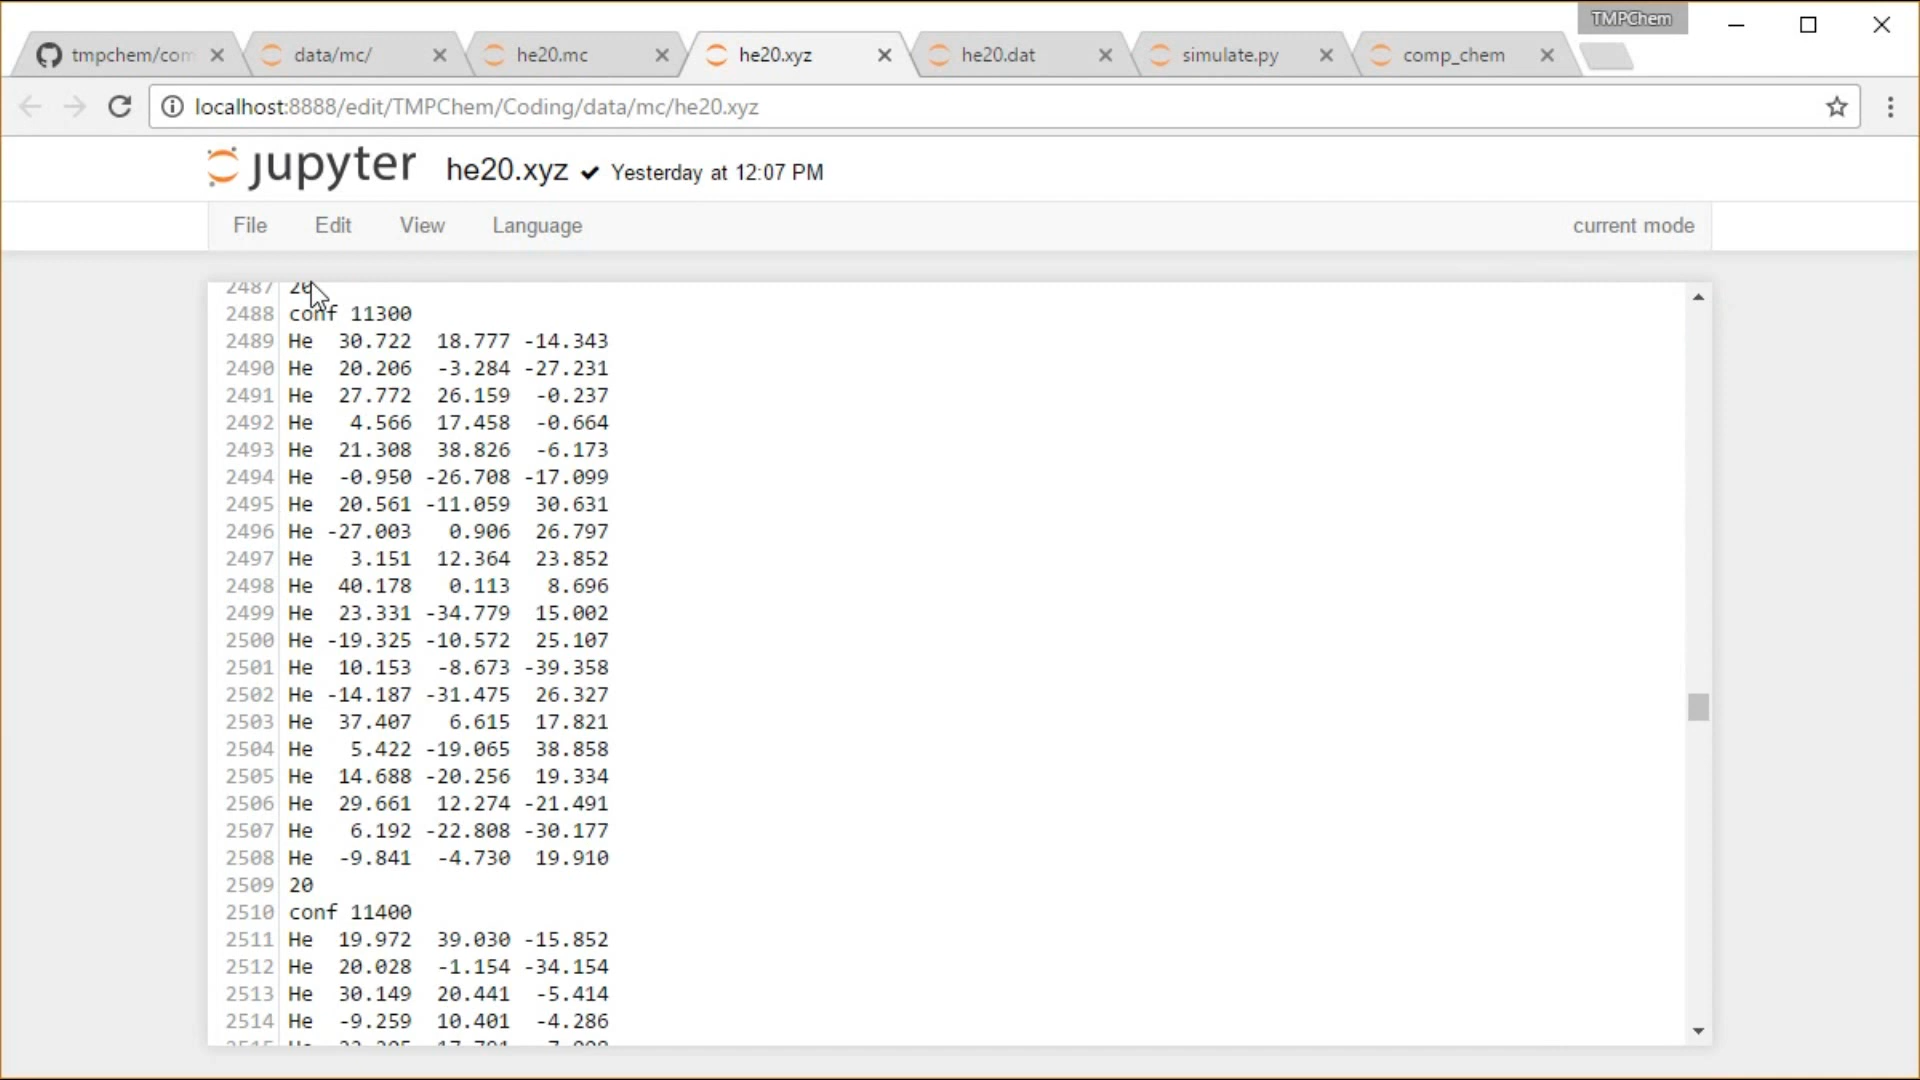 TMPChem
tmpchem/com
data/mc/
he20.mc
he20.xyz
he20.dat
simulate.py
comp_chem
localhost:8888/edit/TMPChem/Coding/data/mc/he20.xyz
jupyter he20.xyz Yesterday at 12:07 PM
File Edit View Language current mode
2487 20
2488 conf 11300
2489 He 30.722 18.777 -14.343
2490 He 20.206 -3.284 -27.231
2491 He 27.772 26.159 -0.237
2492 He 4.566 17.458 -0.664
2493 He 21.308 38.826 -6.173
2494 He -0.950 -26.708 -17.099
2495 He 20.561 -11.059 30.631
2496 He -27.003 0.906 26.797
2497 He 3.151 12.364 23.852
2498 He 40.178 0.113 8.696
2499 He 23.331 -34.779 15.002
2500 He -19.325 -10.572 25.107
2501 He 10.153 -8.673 -39.358
2502 He -14.187 -31.475 26.327
2503 He 37.407 6.615 17.821
2504 He 5.422 -19.065 38.858
2505 He 14.688 -20.256 19.334
2506 He 29.661 12.274 -21.491
2507 He 6.192 -22.808 -30.177
2508 He -9.841 -4.730 19.910
2509 20
2510 conf 11400
2511 He 19.972 39.030 -15.852
2512 He 20.028 -1.154 -34.154
2513 He 30.149 20.441 -5.414
2514 He -9.259 10.401 -4.286